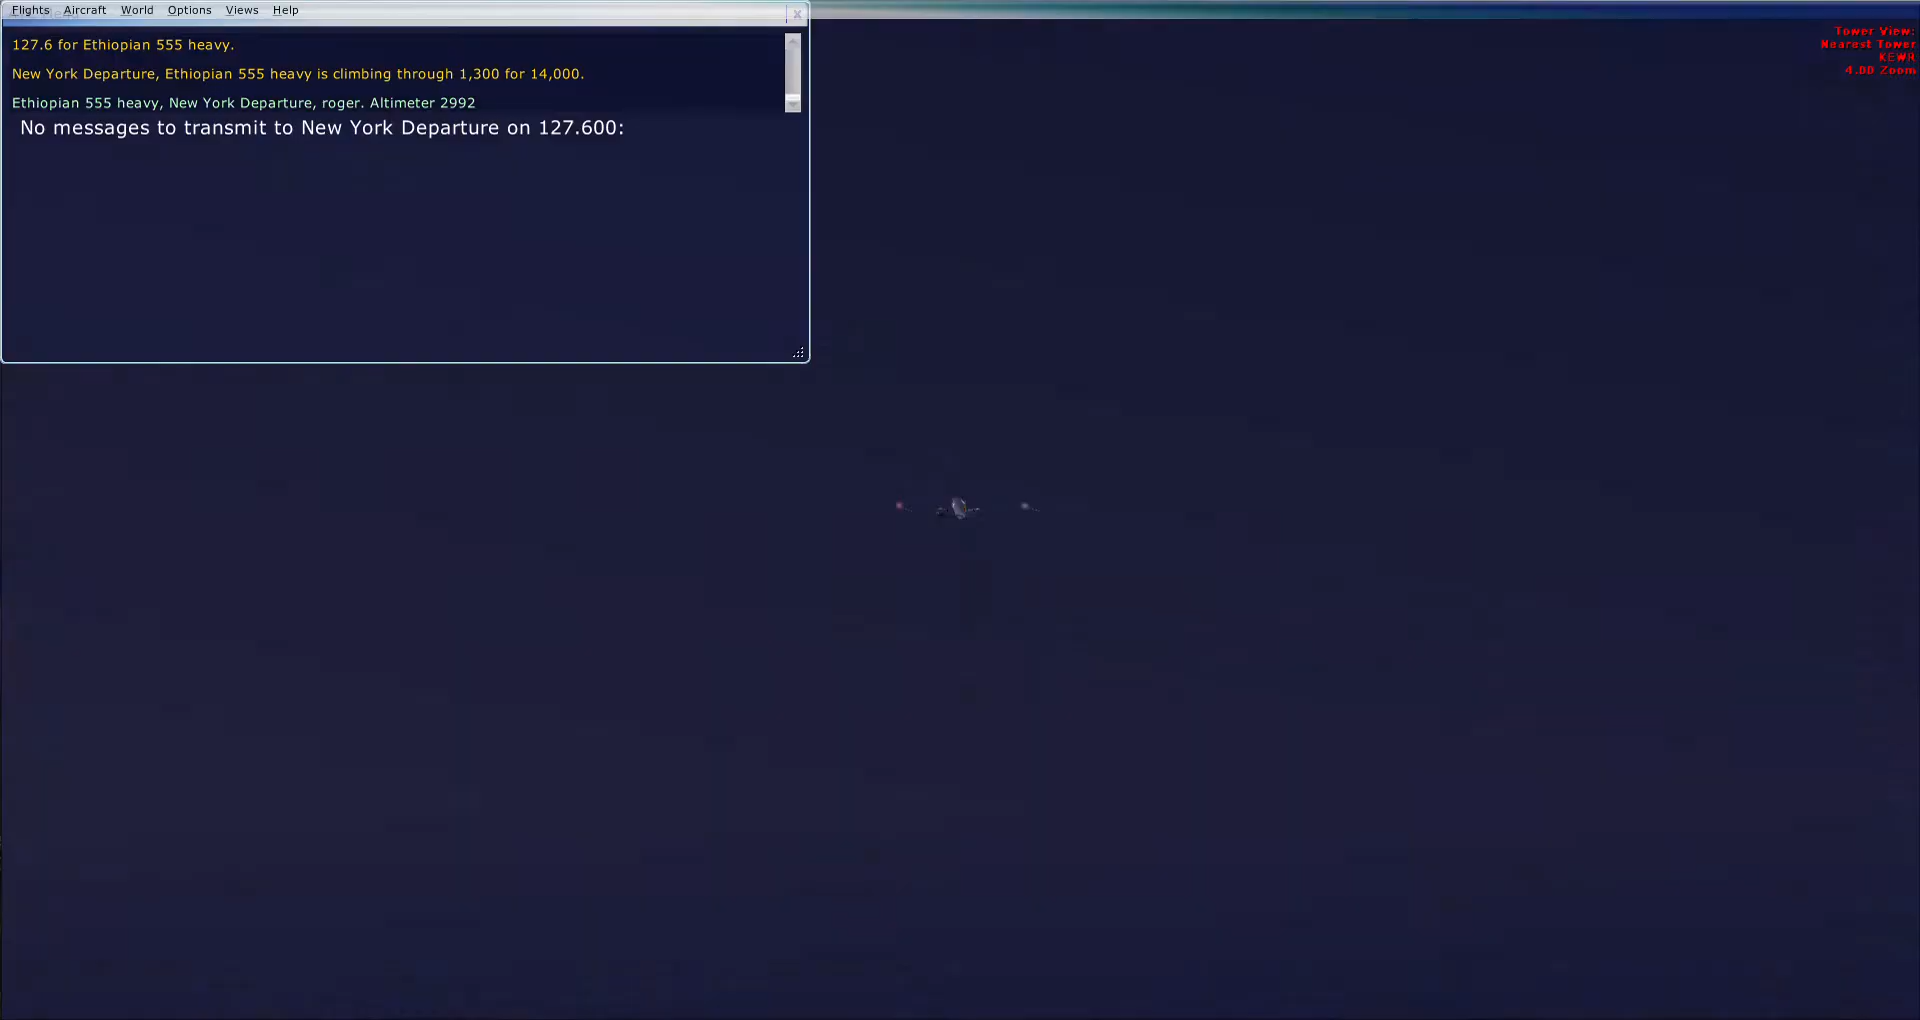 Flights Aircraft World Options Views Help
127.6 for Ethiopian 555 heavy.
New York Departure, Ethiopian 555 heavy is climbing through 1,300 for 14,000.
Ethiopian 555 heavy, New York Departure, roger. Altimeter 2992
No messages to transmit to New York Departure on 127.600:
Tower View:
Nearest Tower
KEWR
4.00 Zoom